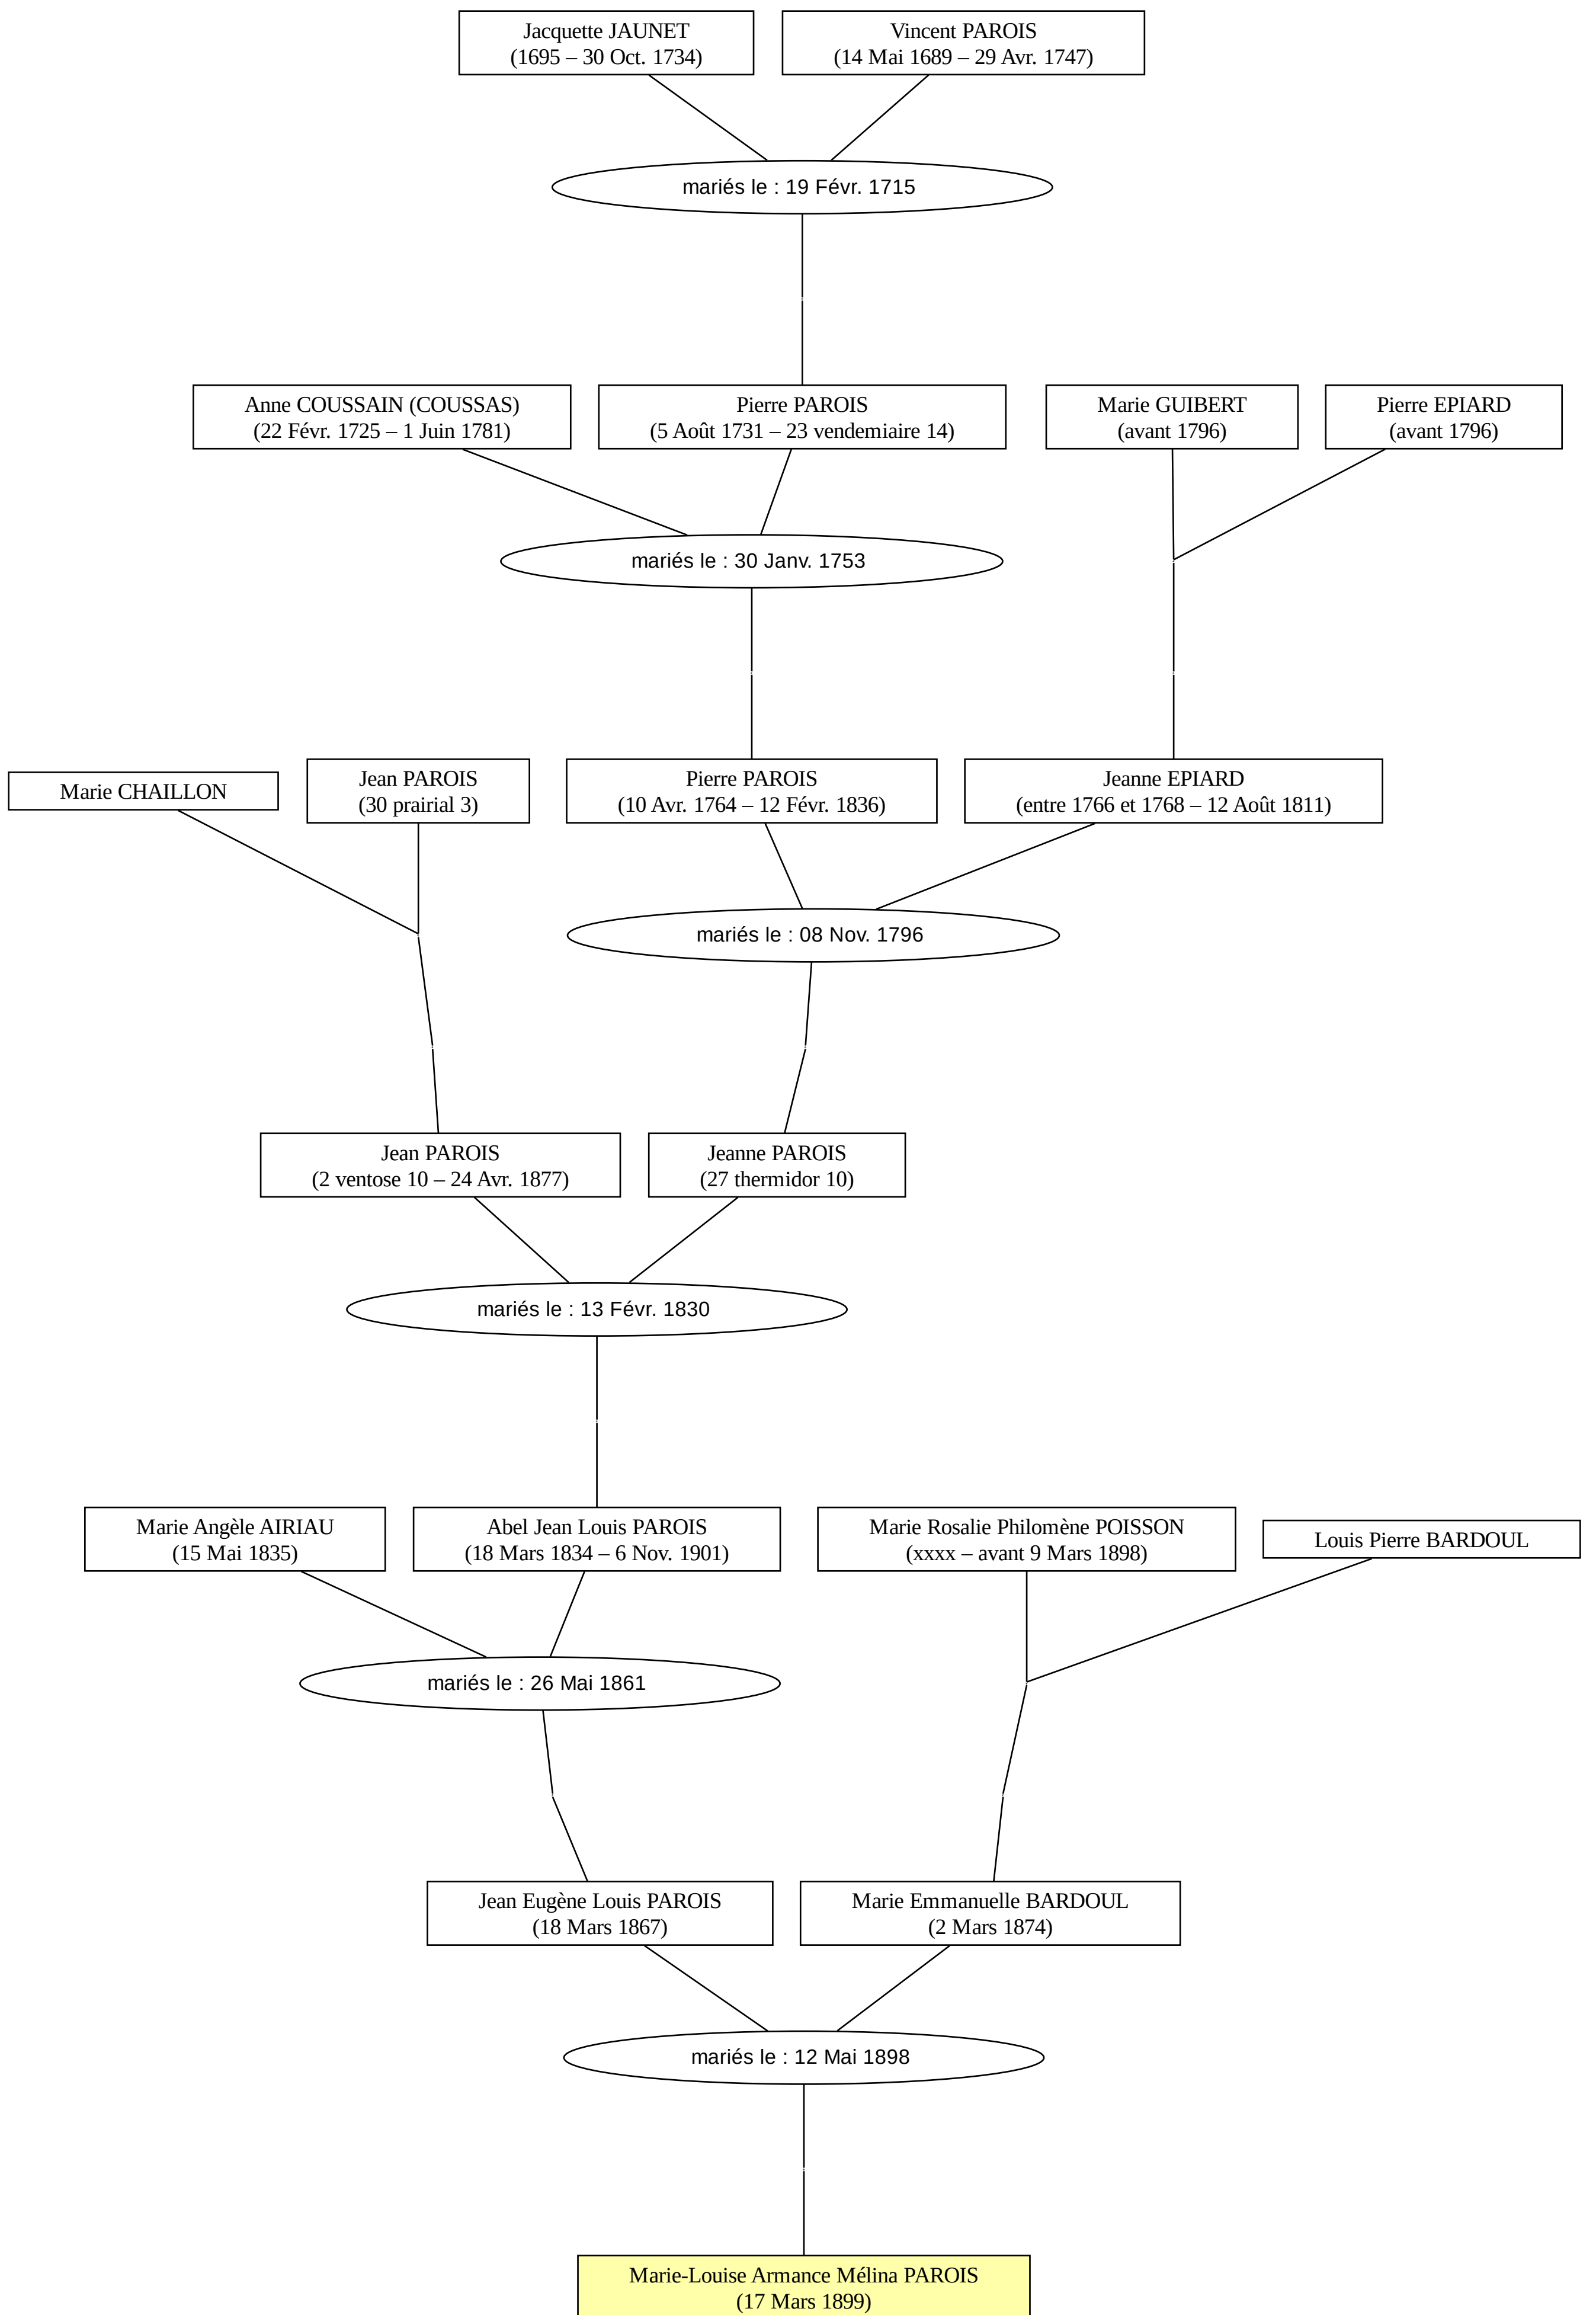 Jacquette JAUNET
(1695 – 30 Oct. 1734)
Vincent PAROIS
(14 Mai 1689 – 29 Avr. 1747)
mariés le : 19 Févr. 1715
Anne COUSSAIN (COUSSAS)
(22 Févr. 1725 – 1 Juin 1781)
Pierre PAROIS
(5 Août 1731 – 23 vendemiaire 14)
Marie GUIBERT
(avant 1796)
Pierre EPIARD
(avant 1796)
mariés le : 30 Janv. 1753
Marie CHAILLON
Jean PAROIS
(30 prairial 3)
Pierre PAROIS
(10 Avr. 1764 – 12 Févr. 1836)
Jeanne EPIARD
(entre 1766 et 1768 – 12 Août 1811)
mariés le : 08 Nov. 1796
Jean PAROIS
(2 ventose 10 – 24 Avr. 1877)
Jeanne PAROIS
(27 thermidor 10)
mariés le : 13 Févr. 1830
Marie Angèle AIRIAU
(15 Mai 1835)
Abel Jean Louis PAROIS
(18 Mars 1834 – 6 Nov. 1901)
Marie Rosalie Philomène POISSON
(xxxx – avant 9 Mars 1898)
Louis Pierre BARDOUL
mariés le : 26 Mai 1861
Jean Eugène Louis PAROIS
(18 Mars 1867)
Marie Emmanuelle BARDOUL
(2 Mars 1874)
mariés le : 12 Mai 1898
Marie-Louise Armance Mélina PAROIS
(17 Mars 1899)